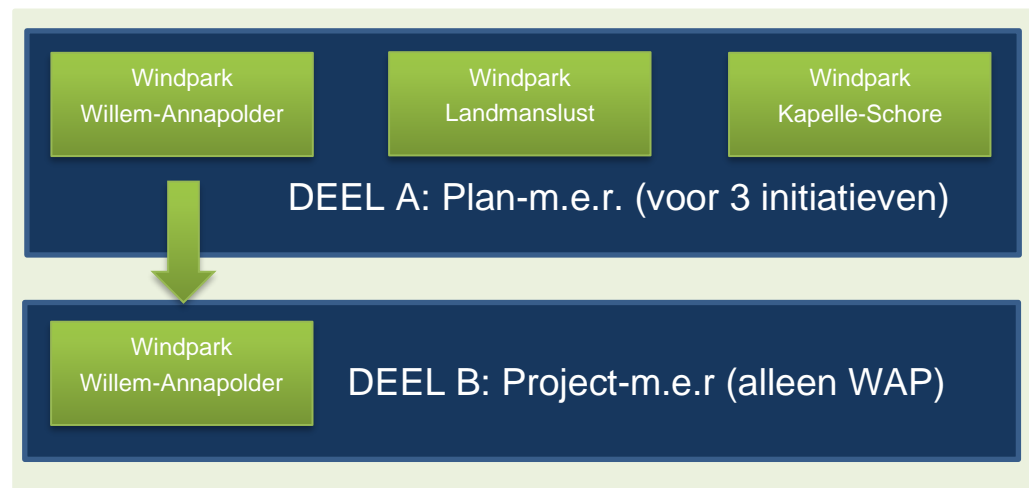 Windpark
Willem-Annapolder
Windpark
Landmanslust
Windpark
Kapelle-Schore
DEEL A: Plan-m.e.r. (voor 3 initiatieven)
Windpark
Willem-Annapolder
DEEL B: Project-m.e.r (alleen WAP)